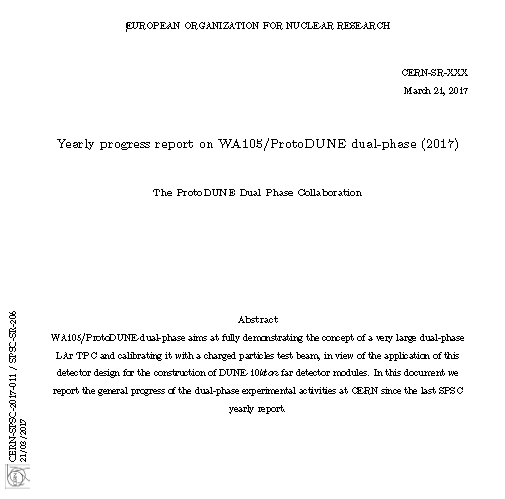 EUROPEAN ORGANIZATION FOR NUCLEAR RESEARCH
CERN-SR-XXX
March 21, 2017
Yearly progress report on WA105/ProtoDUNE dual-phase (2017)
The ProtoDUNE Dual Phase Collaboration
Abstract
WA105/ProtoDUNE dual-phase aims at fully demonstrating the concept of a very large dual-phase
LAr TPC and calibrating it with a charged particles test beam, in view of the application of this
detector design for the construction of DUNE 10kton far detector modules. In this document we
report the general progress of the dual-phase experimental activities at CERN since the last SPSC
yearly report.
CERN-SPSC-2017-011 / SPSC-SR-206
21/03/2017